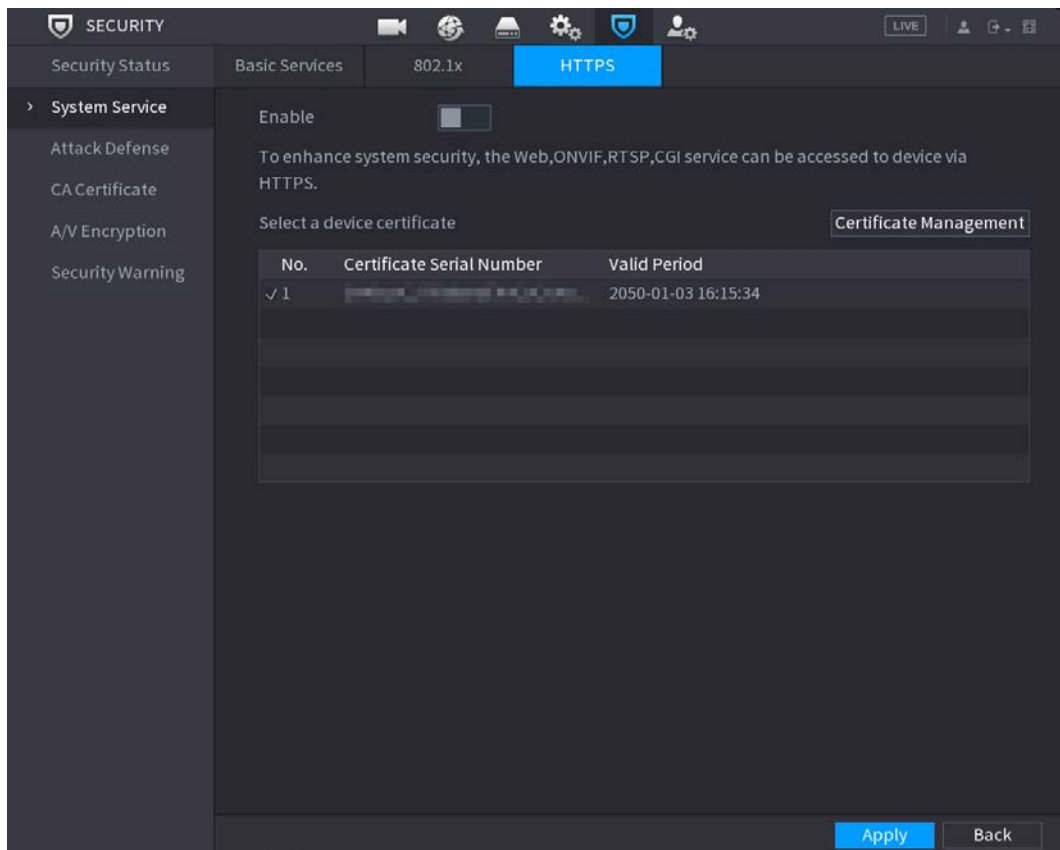 SECURITY
LIVE
Security Status
Basic Services
802.1x
HTTPS
System Service
Enable
Attack Defense
To enhance system security, the Web,ONVIF,RTSP,CGI service can be accessed to device via
HTTPS.
CA Certificate
Select a device certificate
Certificate Management
A/V Encryption
No. Certificate Serial Number Valid Period
Security Warning
1 2050-01-03 16:15:34
Apply
Back